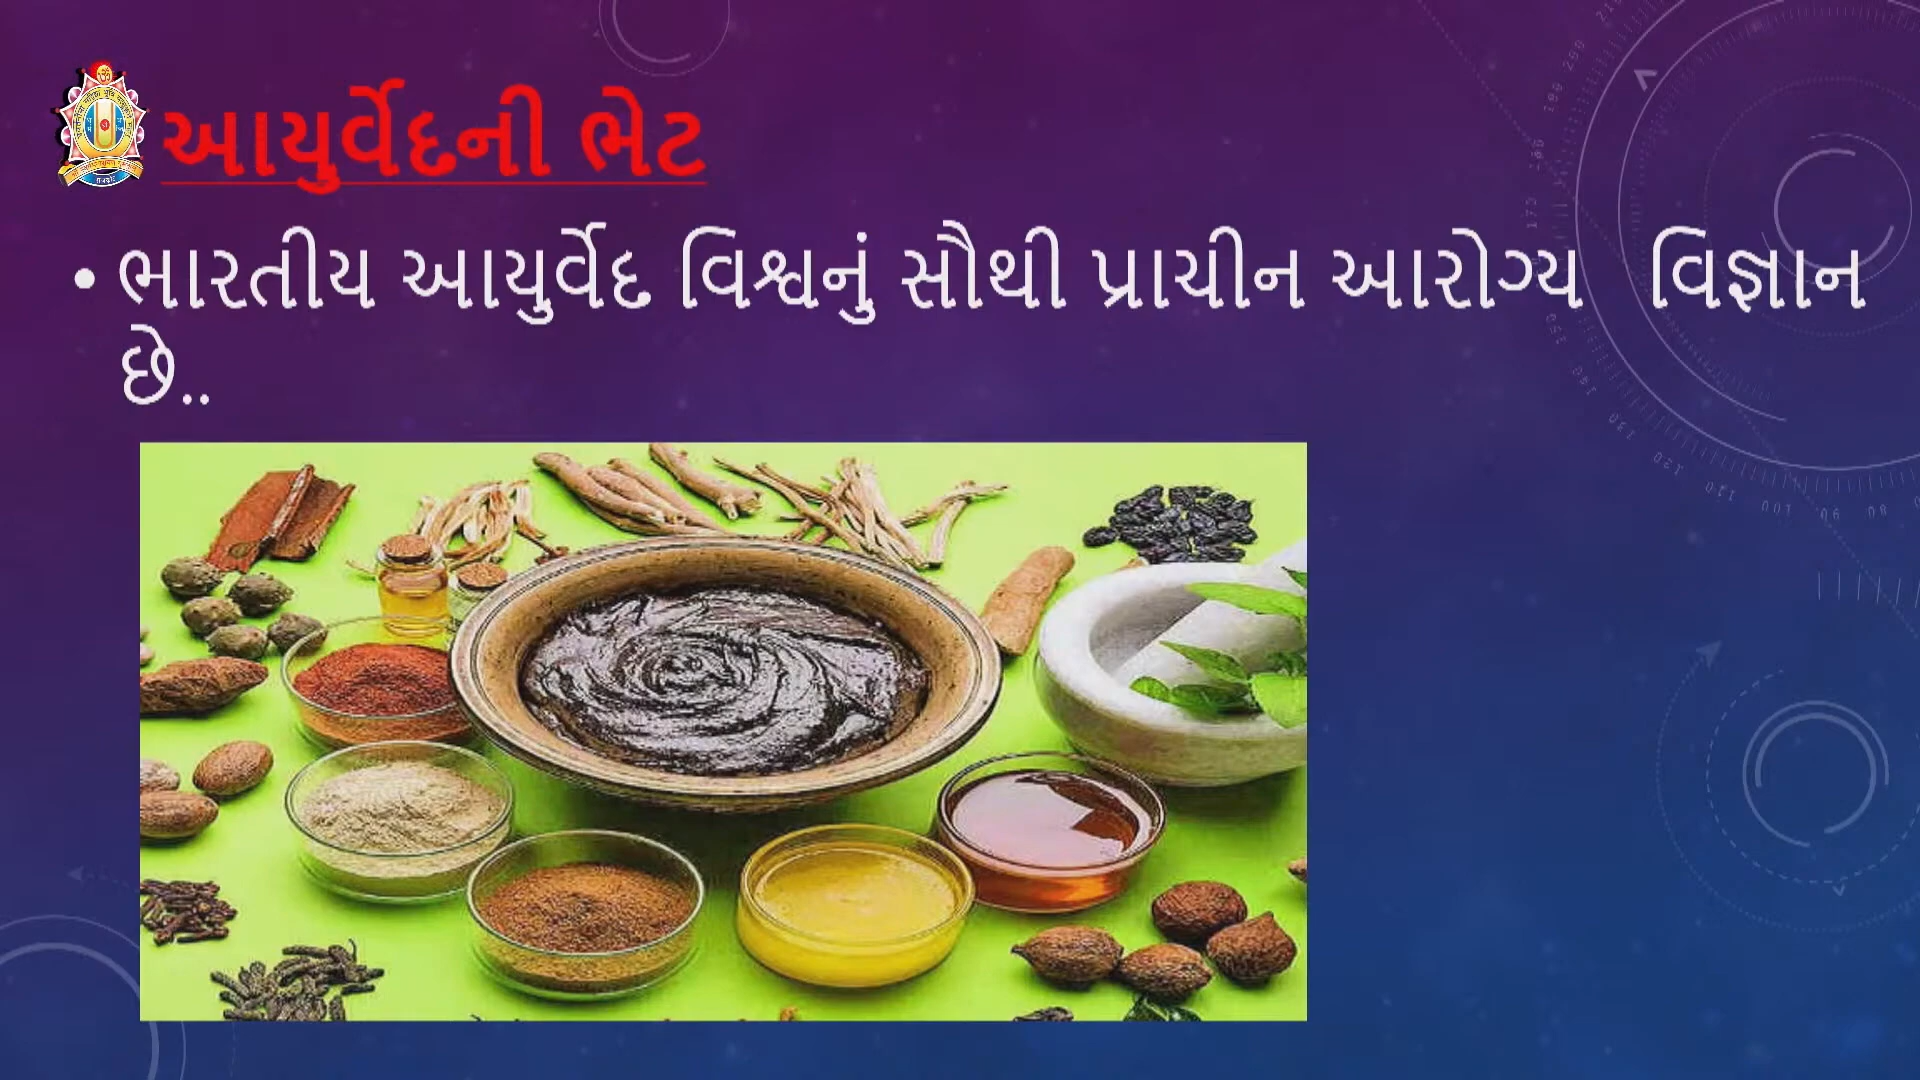 આયુર્વેદની ભેટ
• ભારતીય આયુર્વેદ વિશ્વનું સૌથી પ્રાચીન આરોગ્ય વિજ્ઞાન
છે..